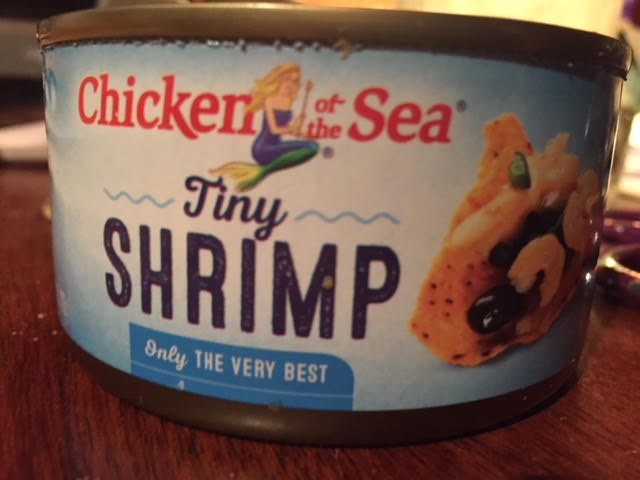 Chicken of the Sea®
®
Tiny
SHRIMP
Only THE VERY BEST